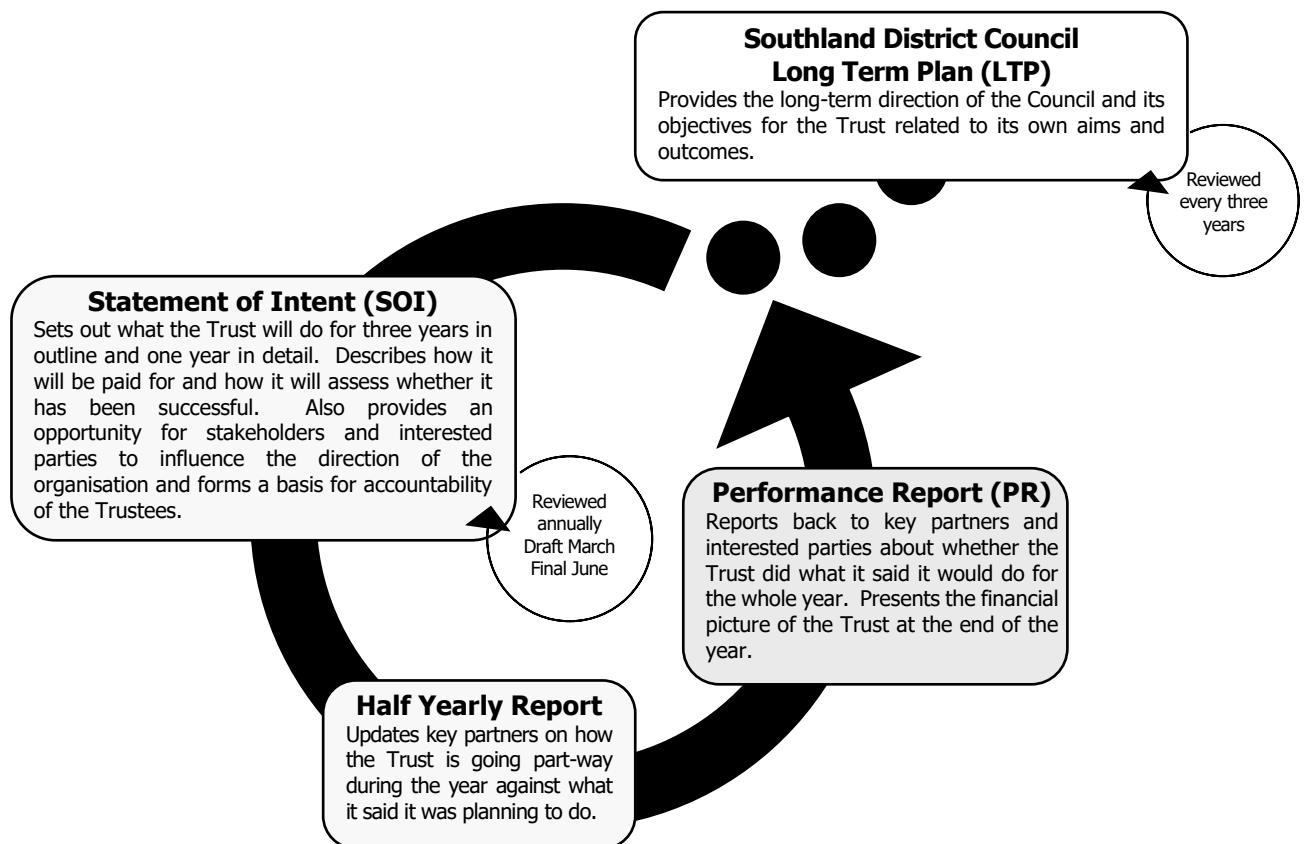 Southland District Council
Long Term Plan (LTP)
Provides the long-term direction of the Council and its
objectives for the Trust related to its own aims and
outcomes.
Reviewed
every three
years
Statement of Intent (SOI)
Sets out what the Trust will do for three years in
outline and one year in detail. Describes how it
will be paid for and how it will assess whether it
has been successful. Also provides an
opportunity for stakeholders and interested
parties to influence the direction of the
organisation and forms a basis for accountability
of the Trustees.
Reviewed
annually
Draft March
Final June
Performance Report (PR)
Reports back to key partners and
interested parties about whether the
Trust did what it said it would do for
the whole year. Presents the financial
picture of the Trust at the end of the
year.
Half Yearly Report
Updates key partners on how
the Trust is going part-way
during the year against what
it said it was planning to do.